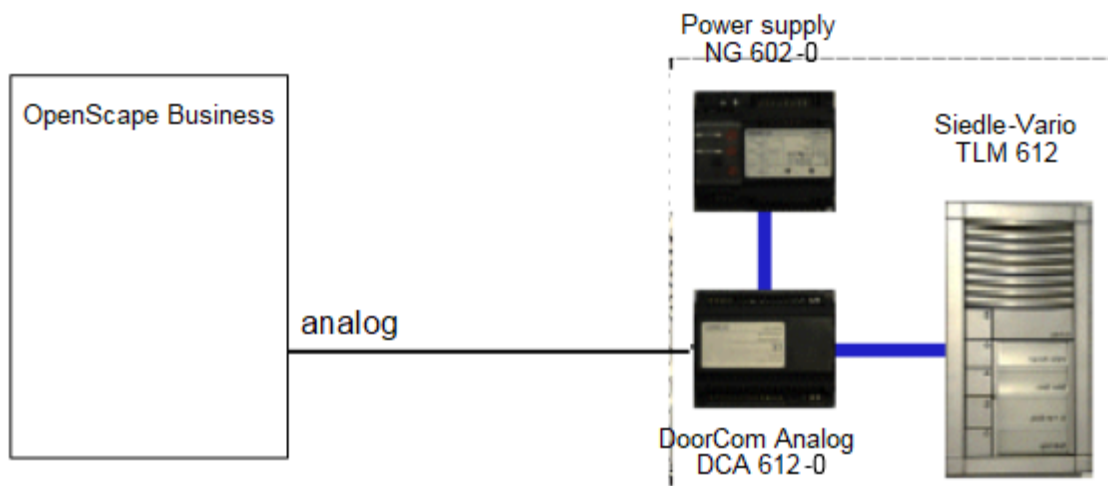 Power supply
NG 602-0
OpenScape Business
Siedle-Vario
TLM 612
analog
DoorCom Analog
DCA 612-0